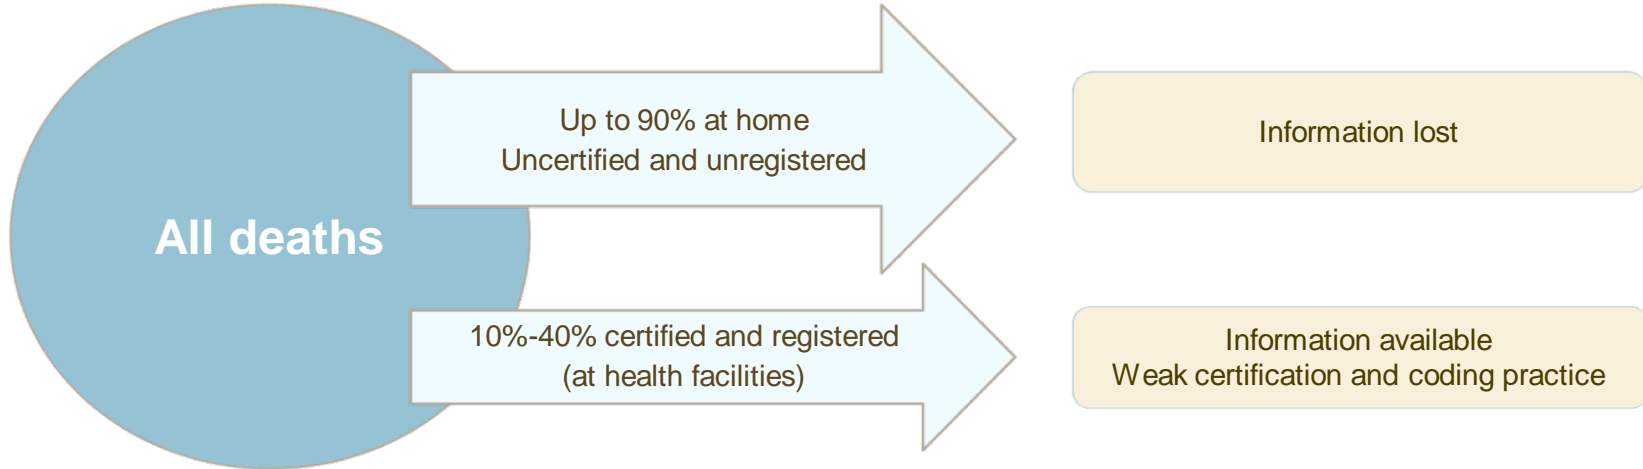 All deaths
Up to 90% at home
Uncertified and unregistered
Information lost
10%-40% certified and registered
(at health facilities)
Information available
Weak certification and coding practice